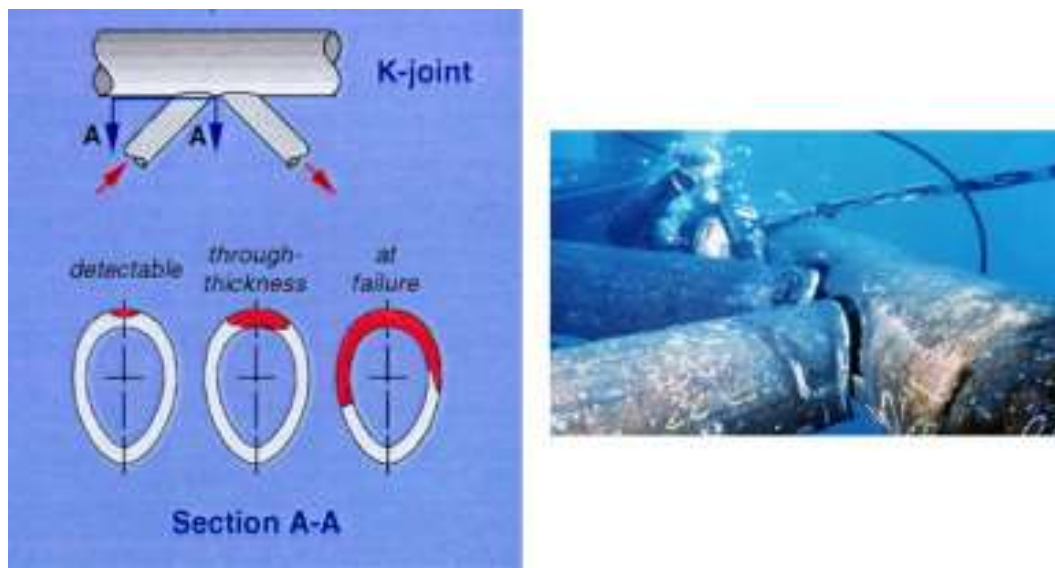 K-joint
A A
detectable
through-
thickness
at
failure
Section A-A